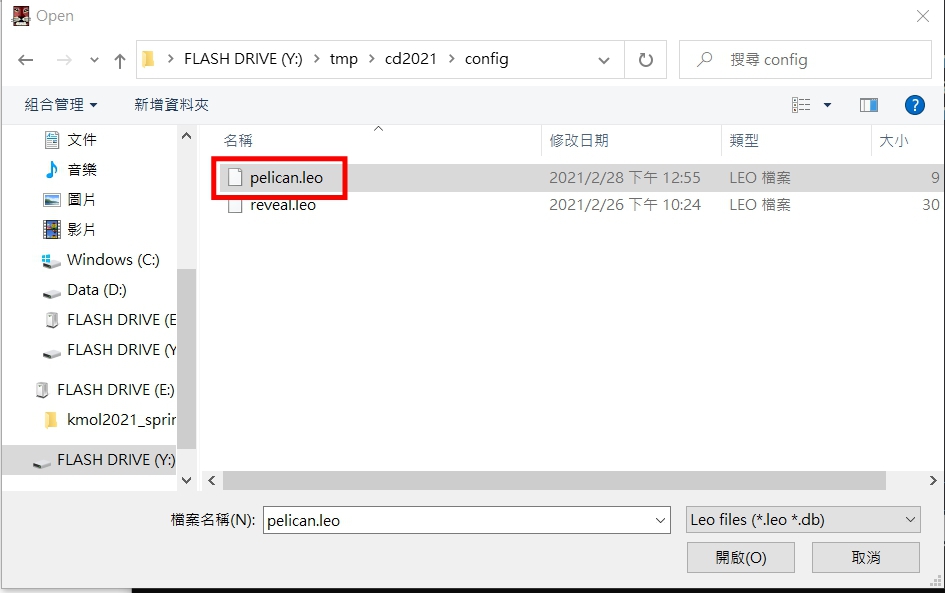 Open
FLASH DRIVE (Y:) > tmp > cd2021 > config
搜尋 config
組合管理
新增資料夾
文件
音樂
圖片
影片
Windows (C:)
Data (D:)
FLASH DRIVE (E
FLASH DRIVE (Y
FLASH DRIVE (E:)
kmol2021_sprin
FLASH DRIVE (Y:)
名稱 修改日期 類型 大小
pelican.leo 2021/2/28 下午 12:55 LEO 檔案 9
reveal.leo 2021/2/26 下午 10:24 LEO 檔案 30
檔案名稱(N): pelican.leo Leo files (*.leo *.db)
開啟(O) 取消